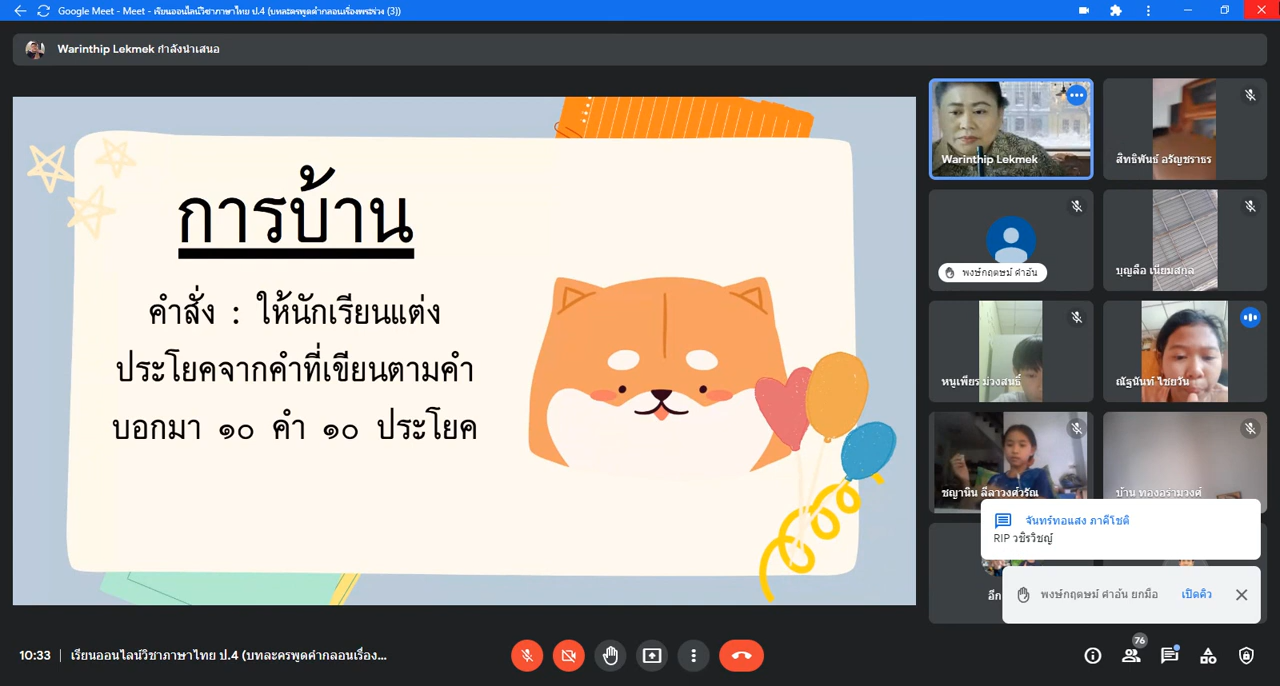 Google Meet - Meet - เรียนออนไลน์วิชาภาษาไทย ป.4 (บทละครพูดคำกลอนเรื่องพระร่วง (3))
Warinthip Lekmek กำลังนำเสนอ
การบ้าน
คำสั่ง : ให้นักเรียนแต่ง
ประโยคจากคำที่เขียนตามคำ
บอกมา ๑๐ คำ ๑๐ ประโยค
Warinthip Lekmek
สิทธิพันธ์ อรัญชราธร
พงษ์กฤตษม์ คำอ้น
บุญลือ เนียมสกุล
หนูเพียร ม่วงสนธิ์
ณัฐนันท์ ไชยวัน
ชญานิน ลีลาวงศ์วรัณ
บ้าน ทองอร่ามวงศ์
จันทร์ทอแสง ภาคีโชติ
RIP วชิรวิชญ์
อีก
พงษ์กฤตษม์ คำอ้น ยกมือ
เปิดคิว
10:33
เรียนออนไลน์วิชาภาษาไทย ป.4 (บทละครพูดคำกลอนเรื่อง...
76